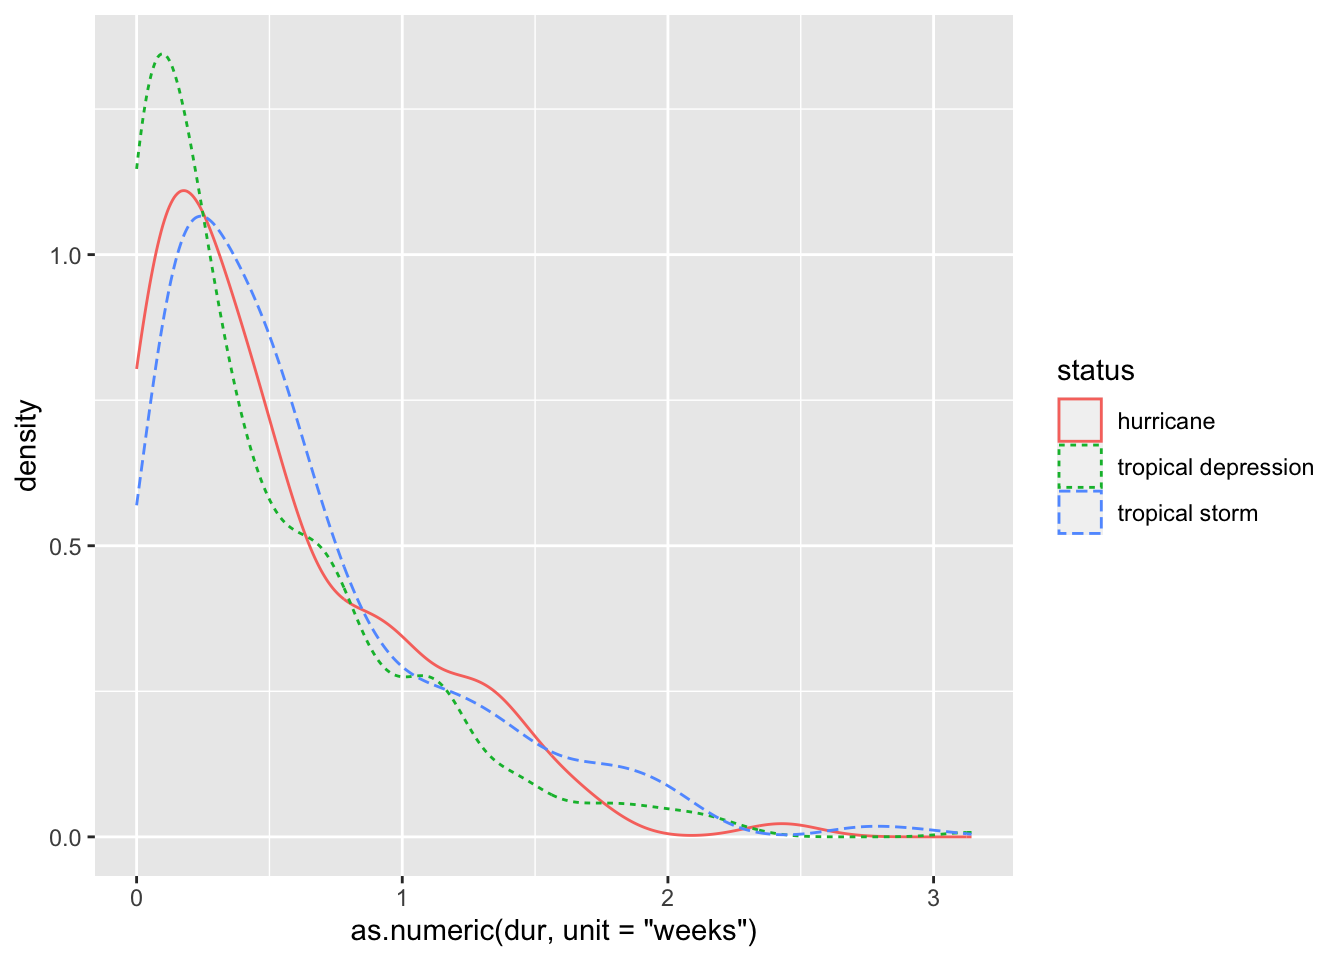 density
1.0
0.5
0.0
0
1
2
3
as.numeric(dur, unit = "weeks")
status
hurricane
tropical depression
tropical storm